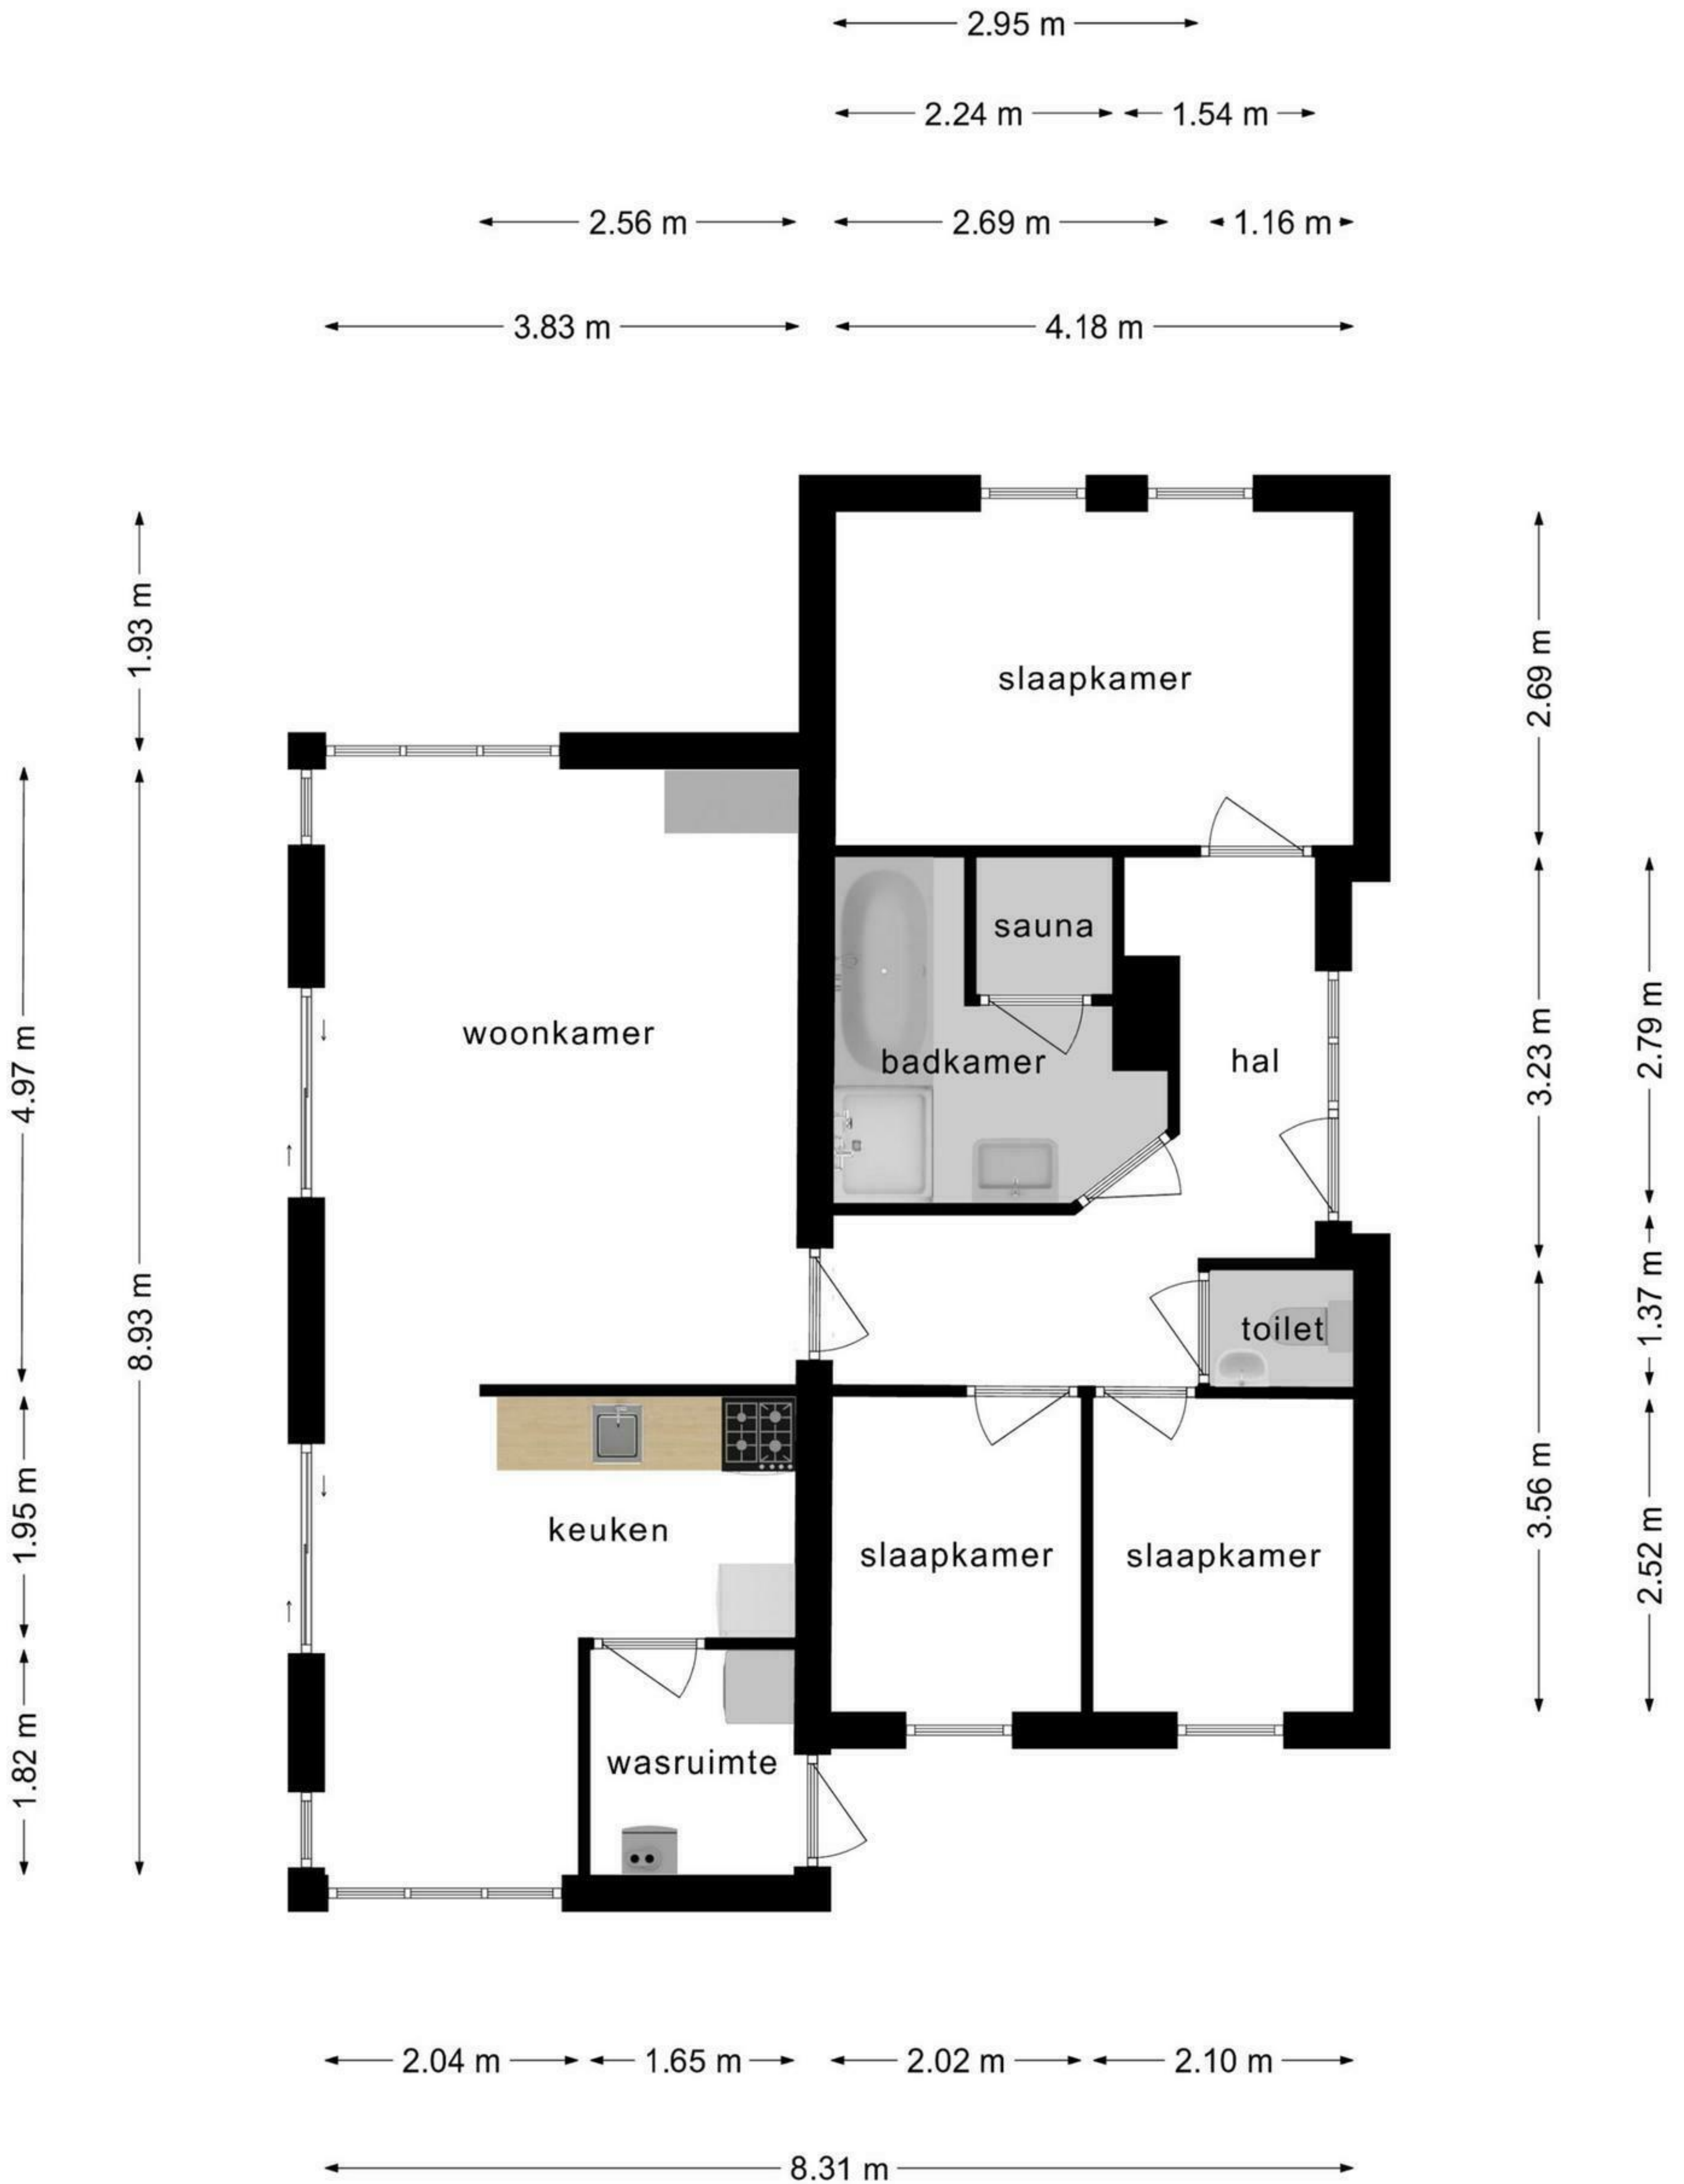 2.95 m
2.24 m
1.54 m
2.56 m
2.69 m
1.16 m
3.83 m
4.18 m
1.93 m
2.69 m
slaapkamer
sauna
woonkamer
badkamer
hal
4.97 m
3.23 m
2.79 m
8.93 m
1.37 m
toilet
keuken
slaapkamer
slaapkamer
1.95 m
3.56 m
2.52 m
wasruimte
1.82 m
2.04 m
1.65 m
2.02 m
2.10 m
8.31 m